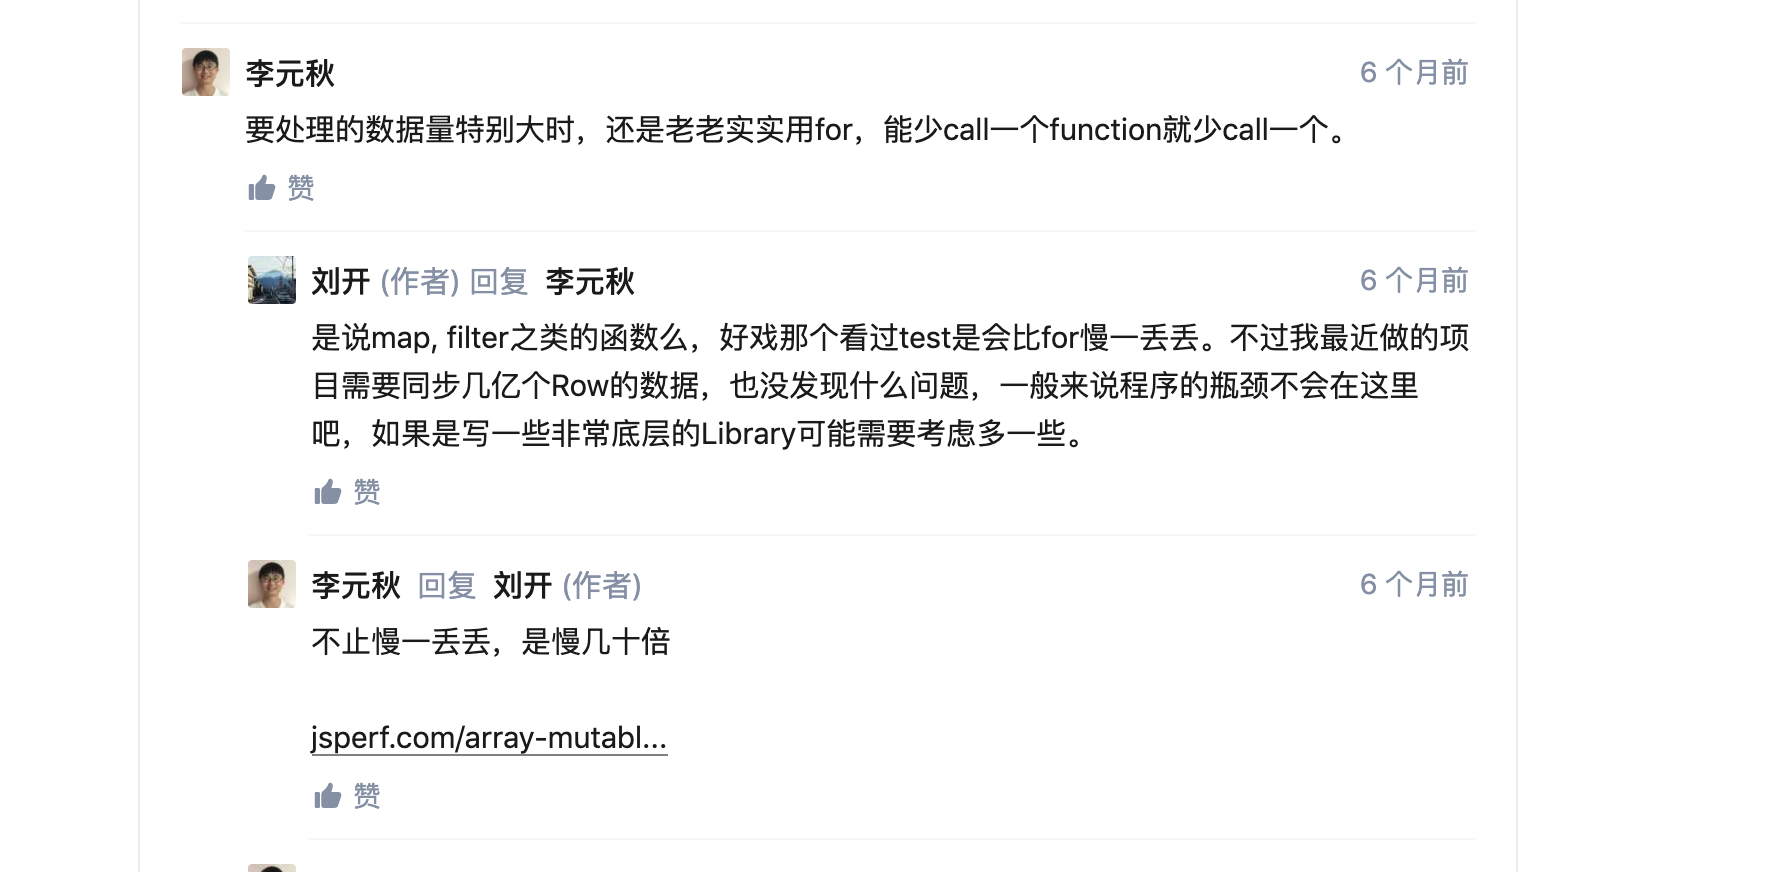 李元秋 6 个月前
要处理的数据量特别大时，还是老老实实用for，能少call一个function就少call一个。
赞
刘开 (作者) 回复 李元秋 6 个月前
是说map, filter之类的函数么，好戏那个看过test是会比for慢一丢丢。不过我最近做的项
目需要同步几亿个Row的数据，也没发现什么问题，一般来说程序的瓶颈不会在这里
吧，如果是写一些非常底层的Library可能需要考虑多一些。
赞
李元秋 回复 刘开 (作者) 6 个月前
不止慢一丢丢，是慢几十倍
jsperf.com/array-mutabl...
赞